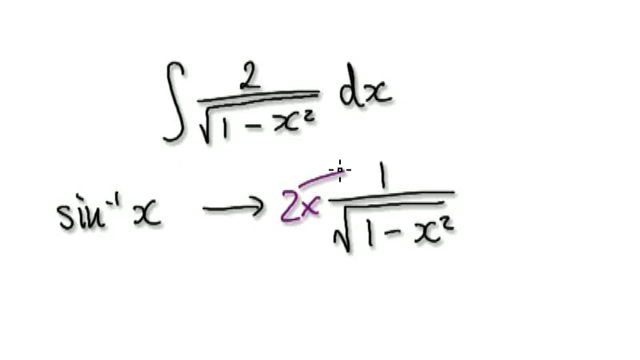 ∫ 2/√(1 - x²) dx
sin⁻¹ x → 2x 1/√(1 - x²)